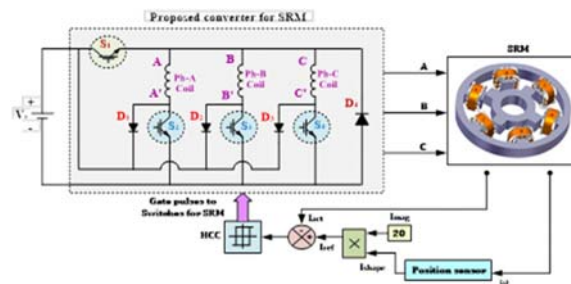 Proposed converter for SRM
S₁
A
B
C
Ph-A
Coil
Ph-B
Coil
Ph-C
Coil
A'
B'
C'
D₁
D₂
D₃
D₄
S₂
S₃
S₄
+
V
-
A
B
C
SRM
Gate pulses to
Switches for SRM
HCC
Iact
Iref
Imag
20
×
Ishape
Position sensor